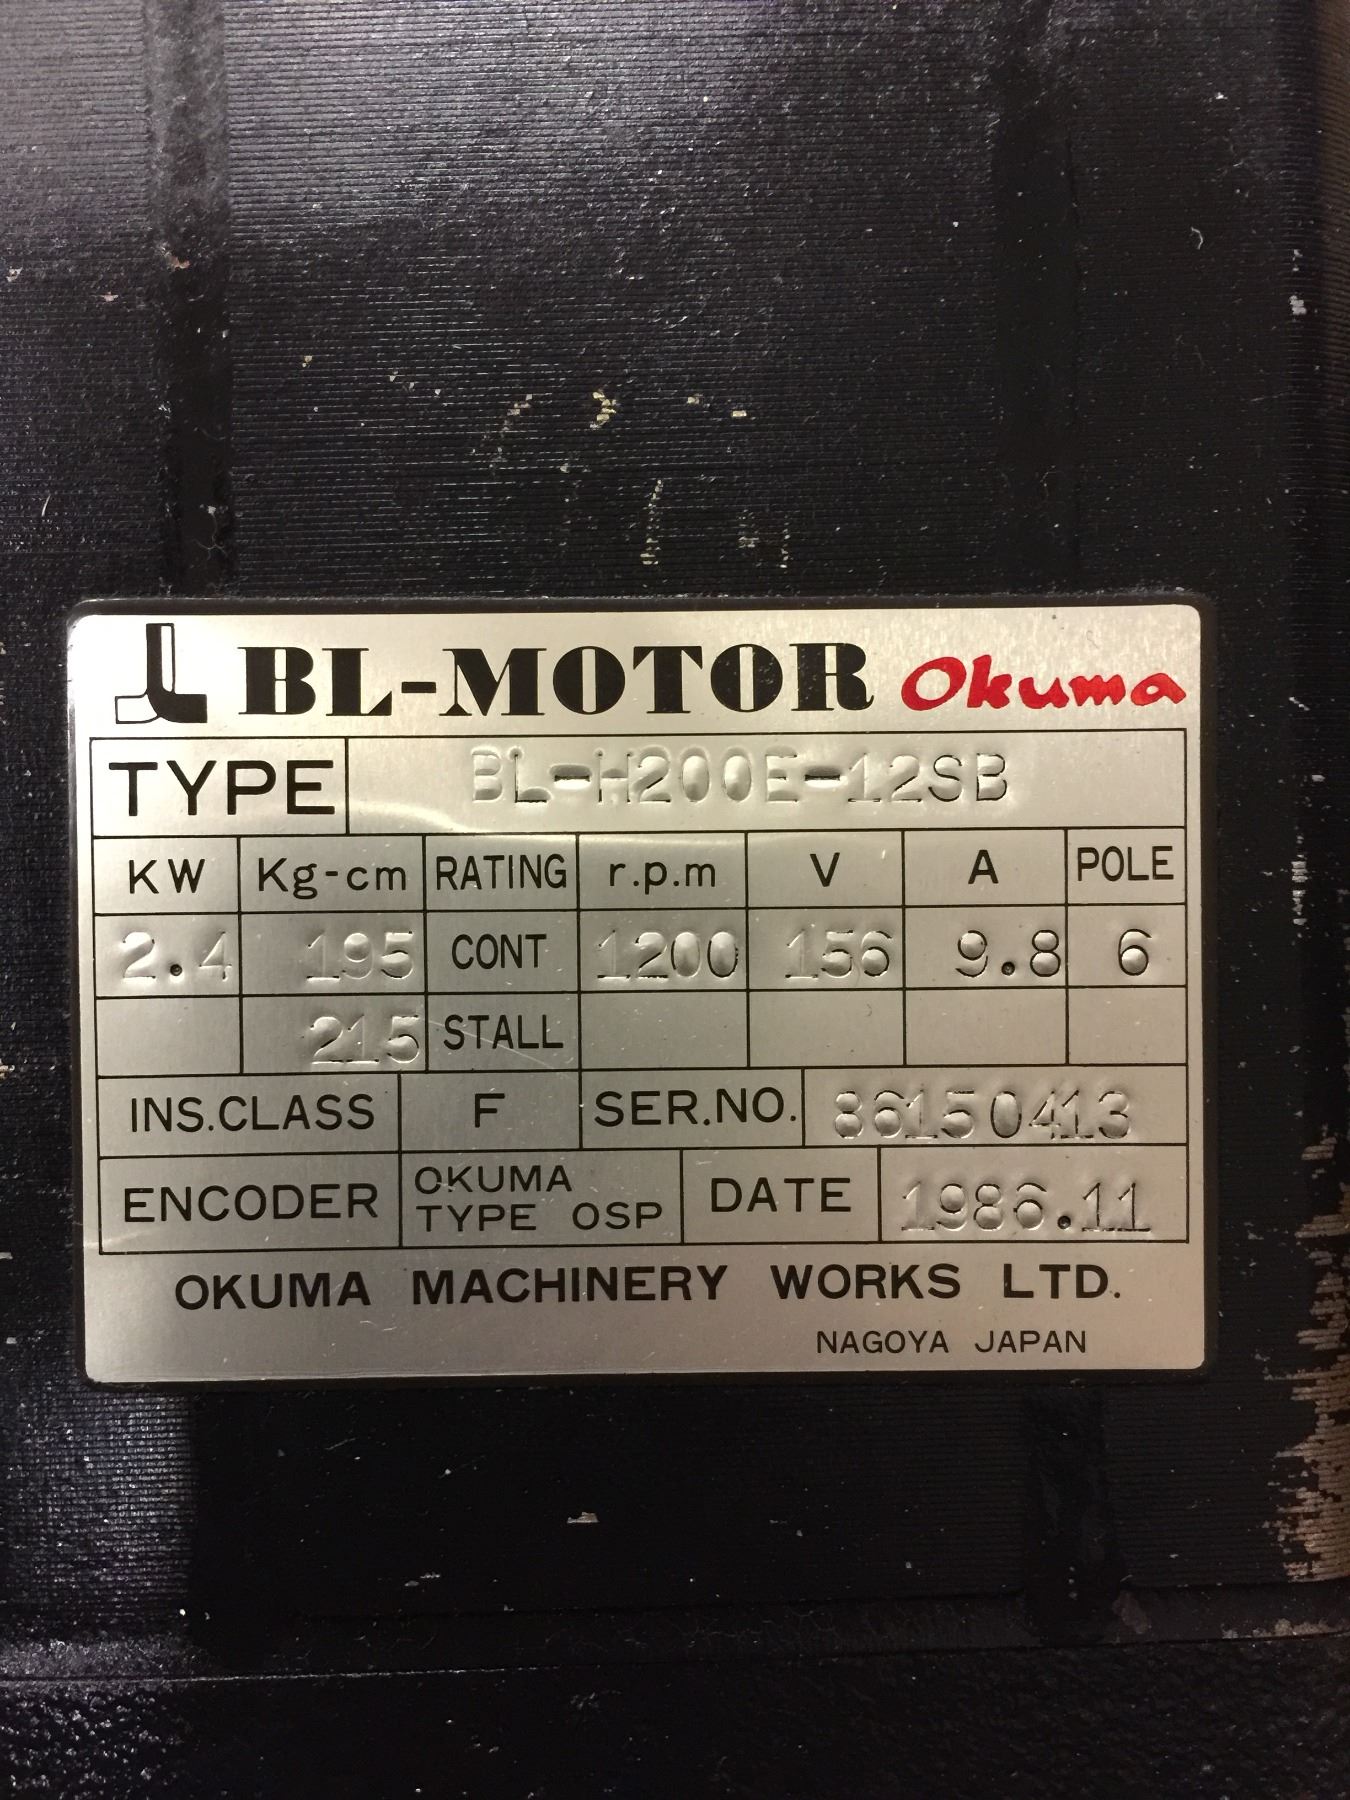 BL-MOTOR Okuma
TYPE BL-H200E-12SB
KW Kg-cm RATING r.p.m V A POLE
2.4 195 CONT 1200 156 9.8 6
215 STALL
INS.CLASS F SER.NO. 86150413
ENCODER OKUMA TYPE OSP DATE 1986.11
OKUMA MACHINERY WORKS LTD.
NAGOYA JAPAN